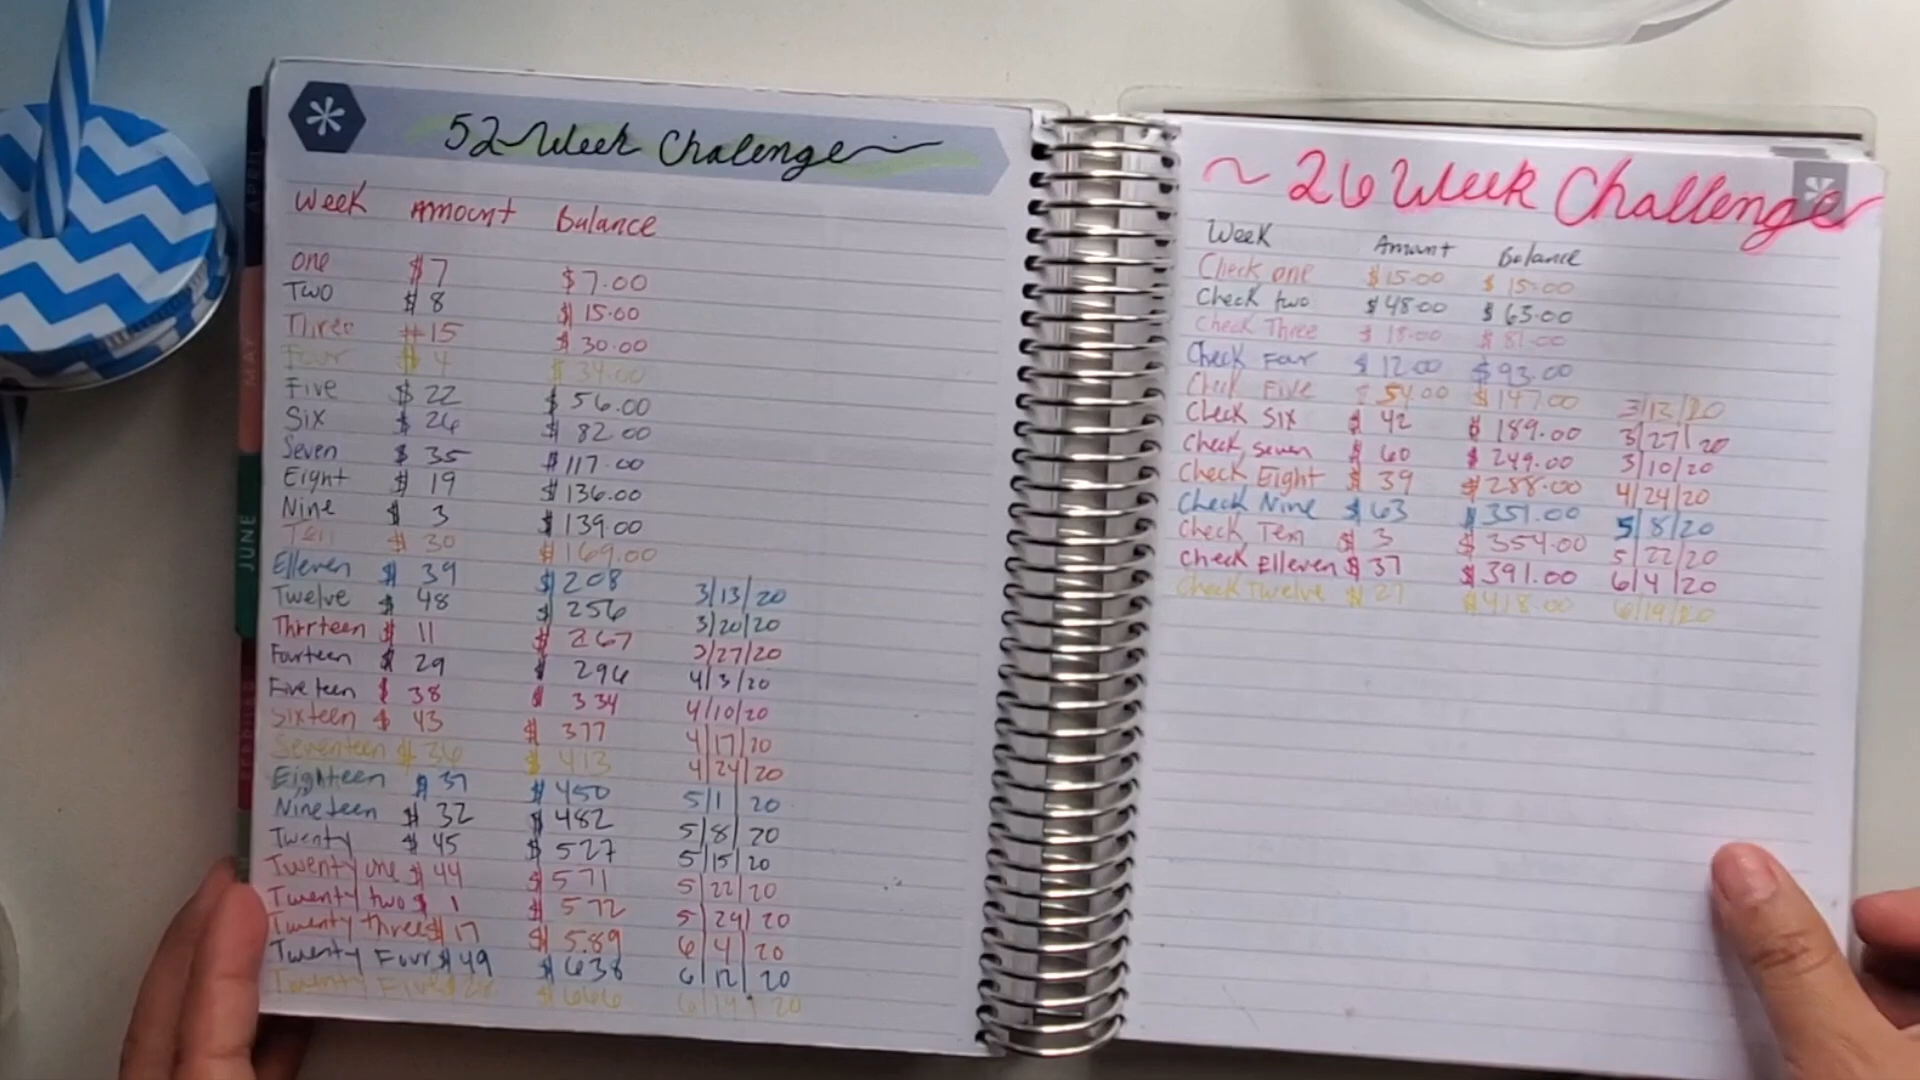 52 Week Chalenge
Week Amount Balance
one $7 $7.00
Two $8 $15.00
Three #15 $30.00
Four $4 $34.00
Five $22 $56.00
Six $26 $82.00
Seven $35 $117.00
Eight $19 $136.00
Nine $3 $139.00
Ten $30 $169.00
Elleven $39 $208 3/13/20
Twelve $48 $256 3/20/20
Thrrteen $11 $267 3/27/20
Fourteen $29 $296 4/3/20
Fiveteen $38 $334 4/10/20
Sixteen $43 $377 4/17/20
Seventeen $36 $413 4/24/20
Eighteen $37 $450 5/1/20
Nineteen $32 $482 5/8/20
Twenty $45 $527 5/15/20
Twenty one $44 $571 5/22/20
Twenty two $1 $572 5/29/20
Twenty three $17 $589 6/4/20
Twenty Four $49 $638 6/12/20
Twenty Five $28 $666 6/19/20
~ 26 Week Challenge
Week Amount Balance
Check one $15.00 $15.00
Check two $48.00 $63.00
Check Three $18.00 $81.00
Check Four $12.00 $93.00
Check Five $54.00 $147.00 3/13/20
Check Six $42 $189.00 3/27/20
Check Seven $60 $249.00 3/10/20
Check Eight $39 $288.00 4/24/20
Check Nine $63 $351.00 5/8/20
Check Ten $3 $354.00 5/22/20
Check Elleven $37 $391.00 6/4/20
Check Twelve $27 $418.00 6/19/20
MAY
JUNE